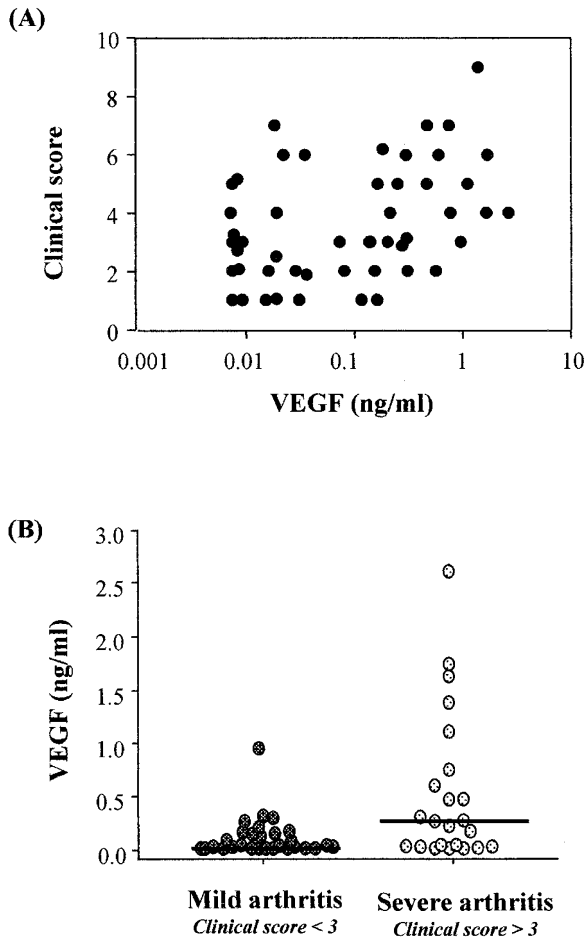 (A)
10
8
6
4
2
0
Clinical score
0.001 0.01 0.1 1 10
VEGF (ng/ml)
(B)
3.0
2.5
2.0
1.5
1.0
0.5
0.0
VEGF (ng/ml)
Mild arthritis Severe arthritis
Clinical score < 3 Clinical score > 3